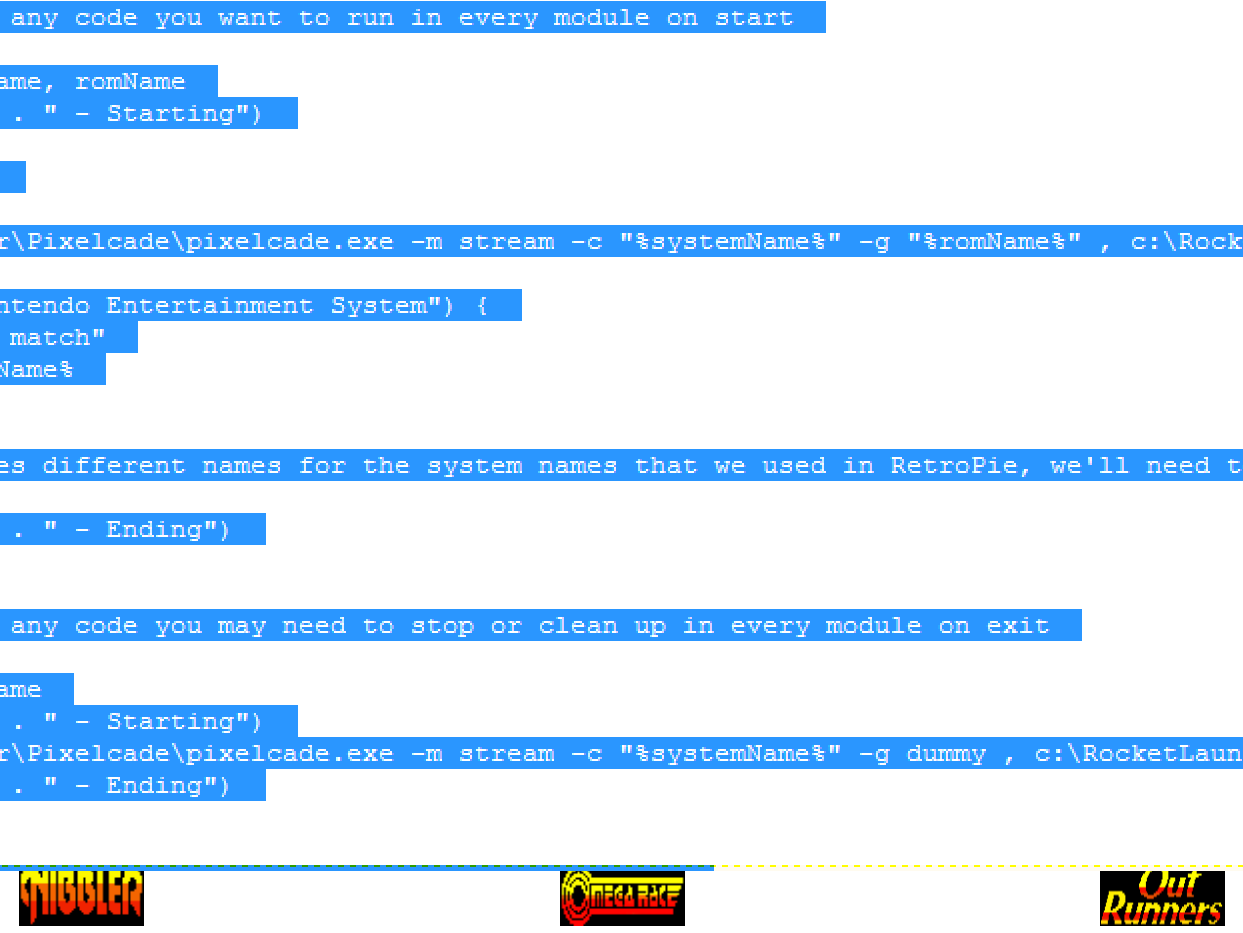 any code you want to run in every module on start
ame, romName
. " - Starting")
r\Pixelcade\pixelcade.exe -m stream -c "%systemName%" -g "%romName%" , c:\Rock
ntendo Entertainment System") {
match"
Name%
es different names for the system names that we used in RetroPie, we'll need t
. " - Ending")
any code you may need to stop or clean up in every module on exit
ame
. " - Starting")
r\Pixelcade\pixelcade.exe -m stream -c "%systemName%" -g dummy , c:\RocketLaun
. " - Ending")
NIBBLER
OMEGA RACE
Out
Runners